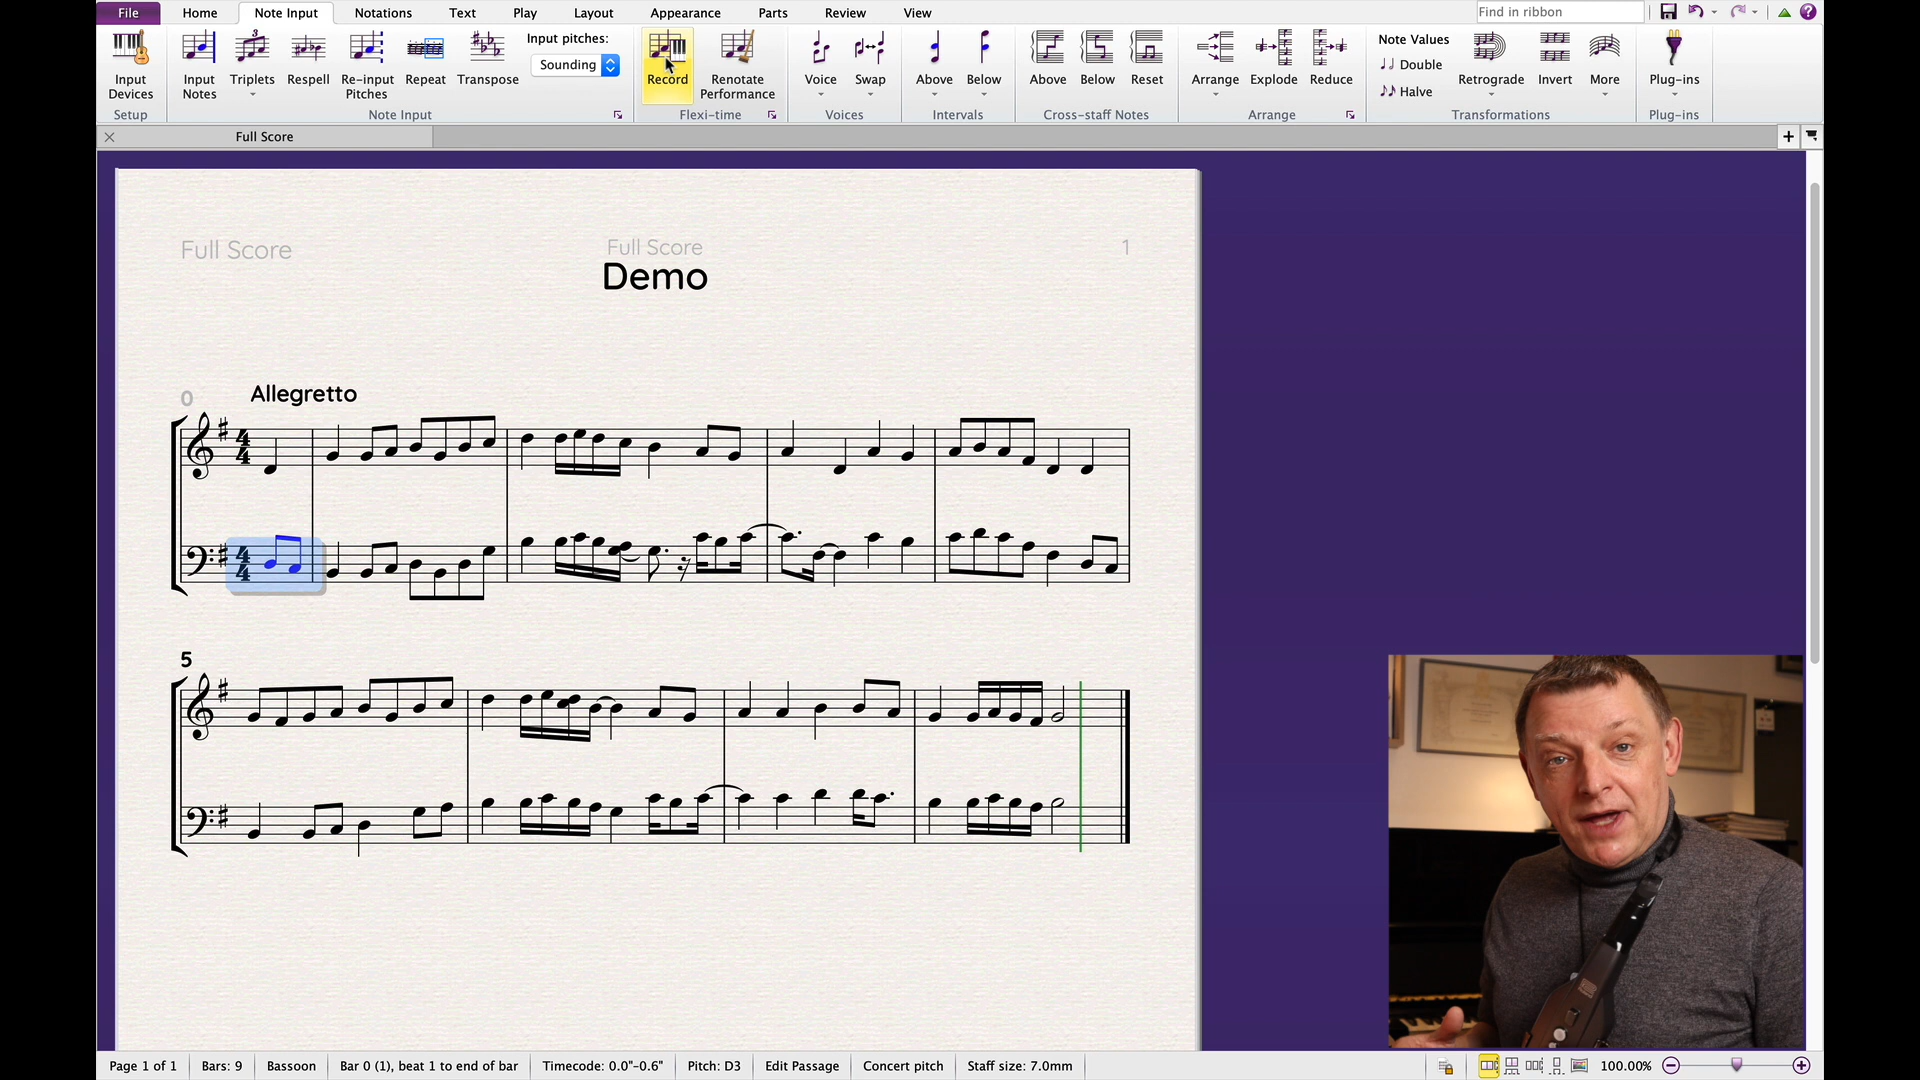 File Home Note Input Notations Text Play Layout Appearance Parts Review View Find in ribbon
Input Devices
Input Notes
Triplets
Respell
Re-input Pitches
Repeat
Transpose
Input pitches:
Sounding
Record
Renotate Performance
Voice
Swap
Above
Below
Above
Below
Reset
Arrange
Explode
Reduce
Note Values
Double
Halve
Retrograde
Invert
More
Plug-ins
Setup Note Input Flexi-time Voices Intervals Cross-staff Notes Arrange Transformations Plug-ins
Full Score
Full Score Full Score 1
Demo
0 Allegretto
5
Page 1 of 1 Bars: 9 Bassoon Bar 0 (1), beat 1 to end of bar Timecode: 0.0"-0.6" Pitch: D3 Edit Passage Concert pitch Staff size: 7.0mm 100.00%